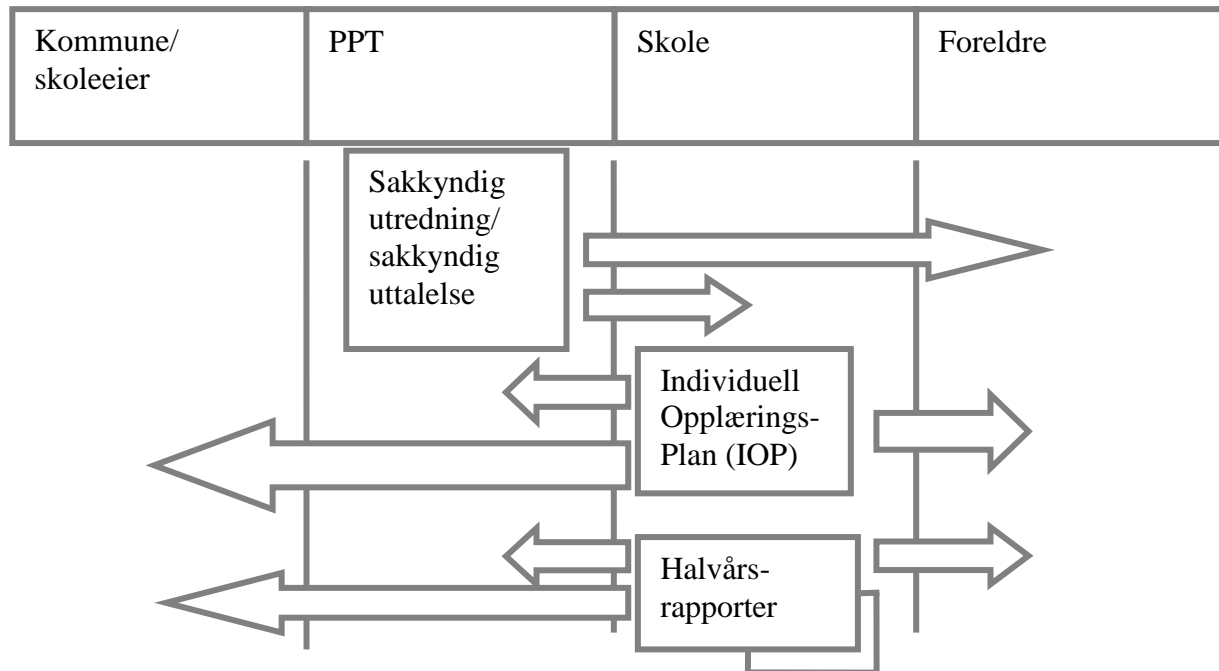 Kommune/
skoleeier
PPT
Skole
Foreldre
Sakkyndig
utredning/
sakkyndig
uttalelse
Individuell
Opplærings-
Plan (IOP)
Halvårs-
rapporter